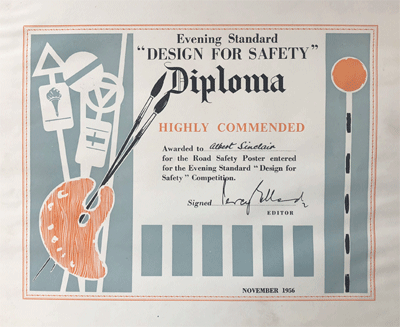 Evening Standard
"DESIGN FOR SAFETY"
Diploma
HIGHLY COMMENDED
Awarded to Albert Sinclair
for the Road Safety Poster entered
for the Evening Standard "Design for
Safety" Competition.
Signed
EDITOR
NOVEMBER 1956